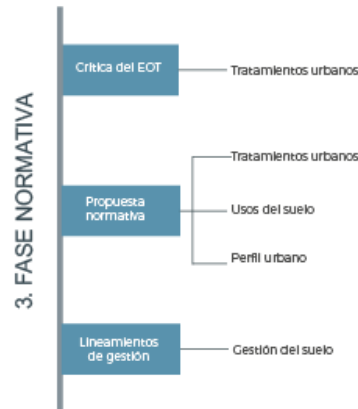 3. FASE NORMATIVA
Crítica del EOT
Tratamientos urbanos
Propuesta
normativa
Tratamientos urbanos
Usos del suelo
Perfil urbano
Lineamientos
de gestión
Gestión del suelo